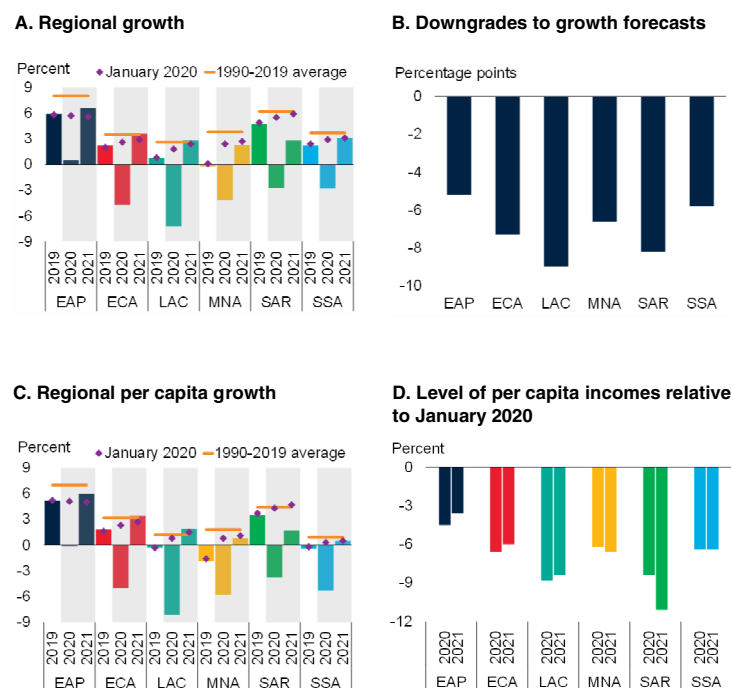 A. Regional growth
Percent
January 2020
1990-2019 average
9
6
3
0
-3
-6
-9
2019 2020 2021 2019 2020 2021 2019 2020 2021 2019 2020 2021 2019 2020 2021 2019 2020 2021
EAP ECA LAC MNA SAR SSA
B. Downgrades to growth forecasts
Percentage points
0
-2
-4
-6
-8
-10
EAP ECA LAC MNA SAR SSA
C. Regional per capita growth
Percent
January 2020
1990-2019 average
9
6
3
0
-3
-6
-9
2019 2020 2021 2019 2020 2021 2019 2020 2021 2019 2020 2021 2019 2020 2021 2019 2020 2021
EAP ECA LAC MNA SAR SSA
D. Level of per capita incomes relative
to January 2020
Percent
0
-3
-6
-9
-12
2020 2021 2020 2021 2020 2021 2020 2021 2020 2021 2020 2021
EAP ECA LAC MNA SAR SSA